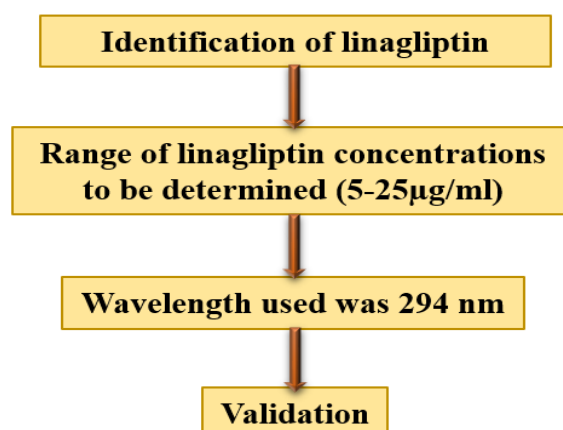 Identification of linagliptin
Range of linagliptin concentrations
to be determined (5-25µg/ml)
Wavelength used was 294 nm
Validation